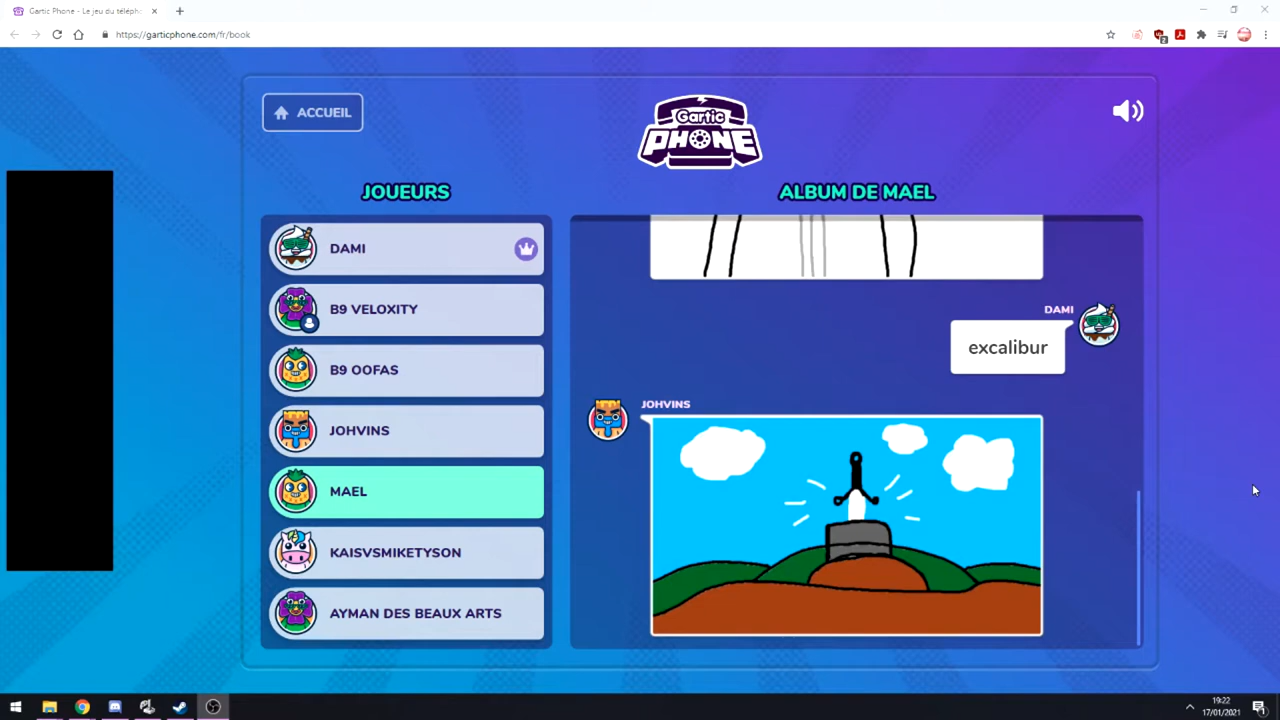 Gartic Phone - Le jeu du téléph
https://garticphone.com/fr/book
ACCUEIL
Gartic
PHONE
JOUEURS
ALBUM DE MAEL
DAMI
B9 VELOXITY
B9 OOFAS
JOHVINS
MAEL
KAISVSMIKETYSON
AYMAN DES BEAUX ARTS
DAMI
excalibur
JOHVINS
19:22
17/01/2021